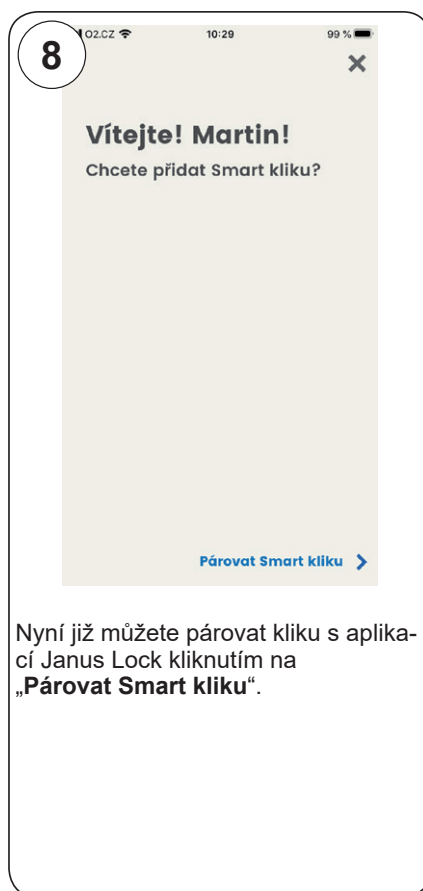 8
O2.CZ 10:29 99 %
Vítejte! Martin!
Chcete přidat Smart kliku?
Párovat Smart kliku
Nyní již můžete párovat kliku s aplika-
cí Janus Lock kliknutím na
„Párovat Smart kliku“.